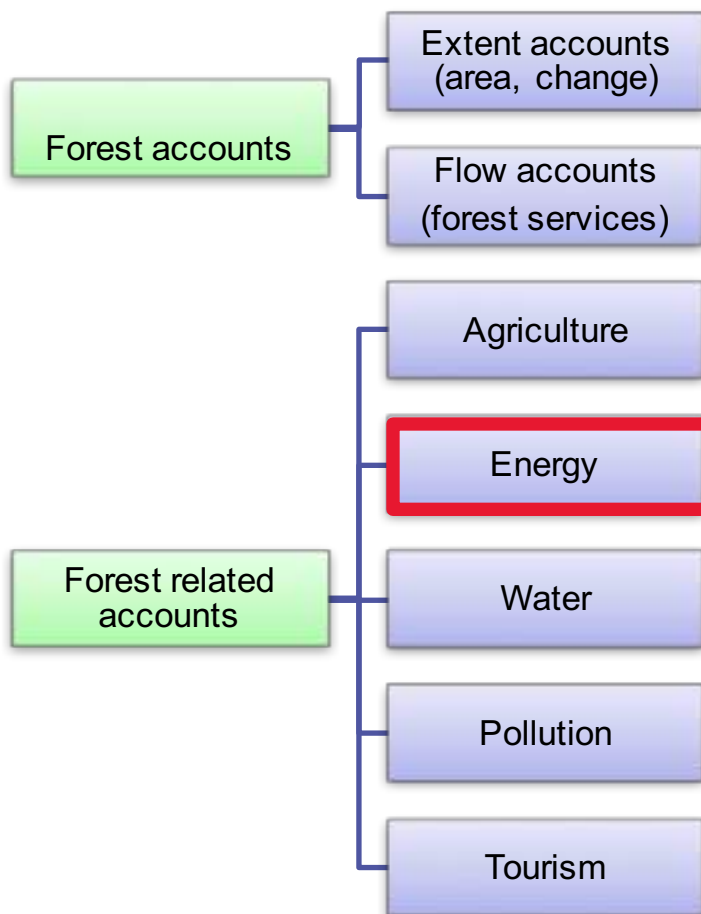 Extent accounts
(area, change)
Forest accounts
Flow accounts
(forest services)
Agriculture
Energy
Forest related
accounts
Water
Pollution
Tourism